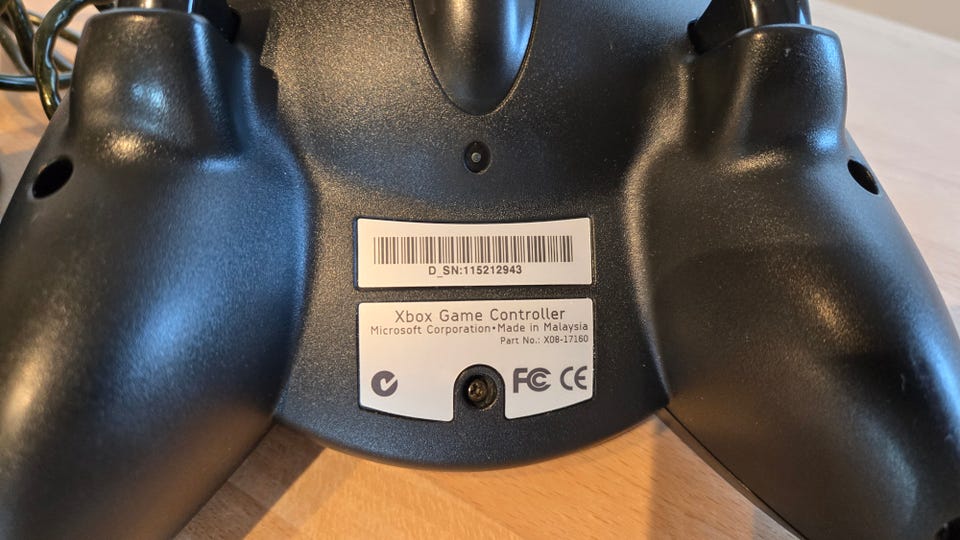 D_SN:115212943
Xbox Game Controller
Microsoft Corporation•Made in Malaysia
Part No.: X08-17160
FC CE